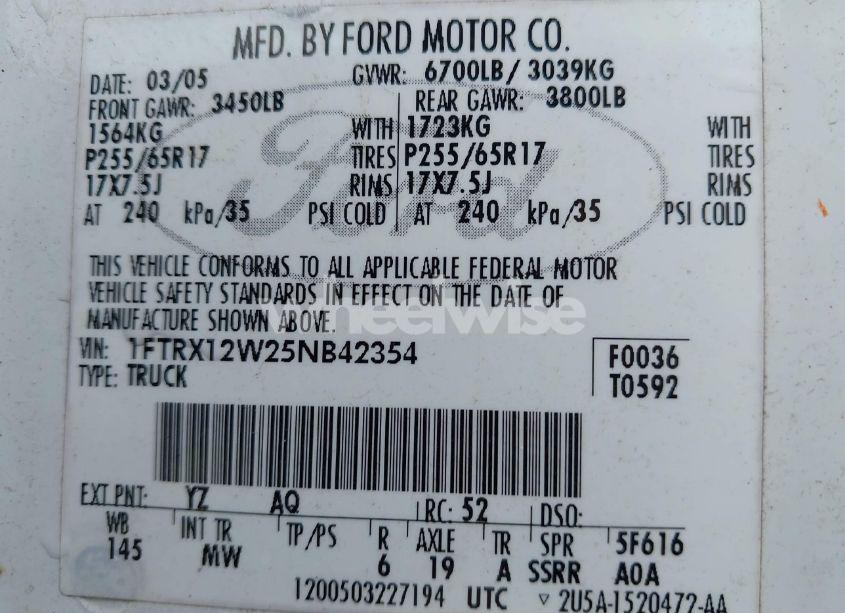 MFD. BY FORD MOTOR CO.
DATE: 03/05 GVWR: 6700LB/ 3039KG
FRONT GAWR: 3450LB REAR GAWR: 3800LB
1564KG WITH 1723KG WITH
P255/65R17 TIRES P255/65R17 TIRES
17X7.5J RIMS 17X7.5J RIMS
AT 240 kPa/35 PSI COLD AT 240 kPa/35 PSI COLD
Ford
THIS VEHICLE CONFORMS TO ALL APPLICABLE FEDERAL MOTOR
VEHICLE SAFETY STANDARDS IN EFFECT ON THE DATE OF
MANUFACTURE SHOWN ABOVE.
wheelwise
VIN: 1FTRX12W25NB42354 F0036
TYPE: TRUCK T0592
EXT PNT: YZ AQ RC: 52 DSO:
WB INT TR TP/PS R AXLE TR SPR 5F616
145 MW 6 19 A SSRR A0A
1200503227194 UTC ▽ 2U5A-1520472-AA